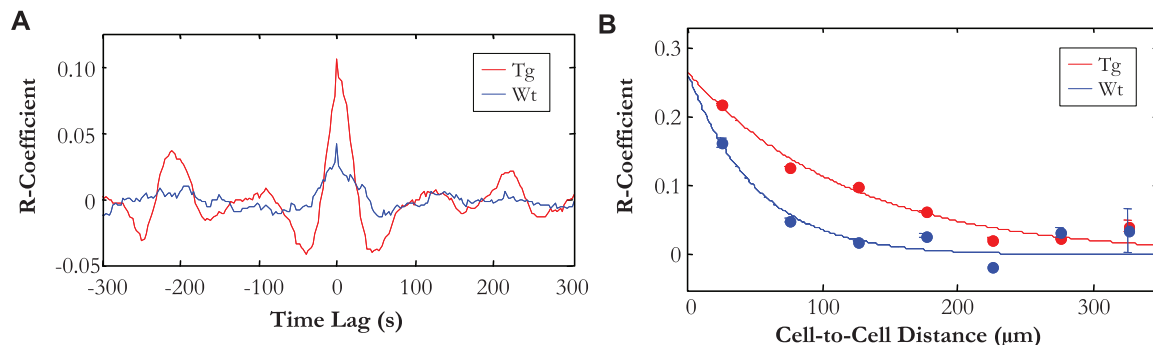 A
R-Coefficient
0.10
0.05
0
-0.05
Tg
Wt
-300 -200 -100 0 100 200 300
Time Lag (s)
B
R-Coefficient
0.3
0.2
0.1
0
Tg
Wt
0 100 200 300
Cell-to-Cell Distance (µm)